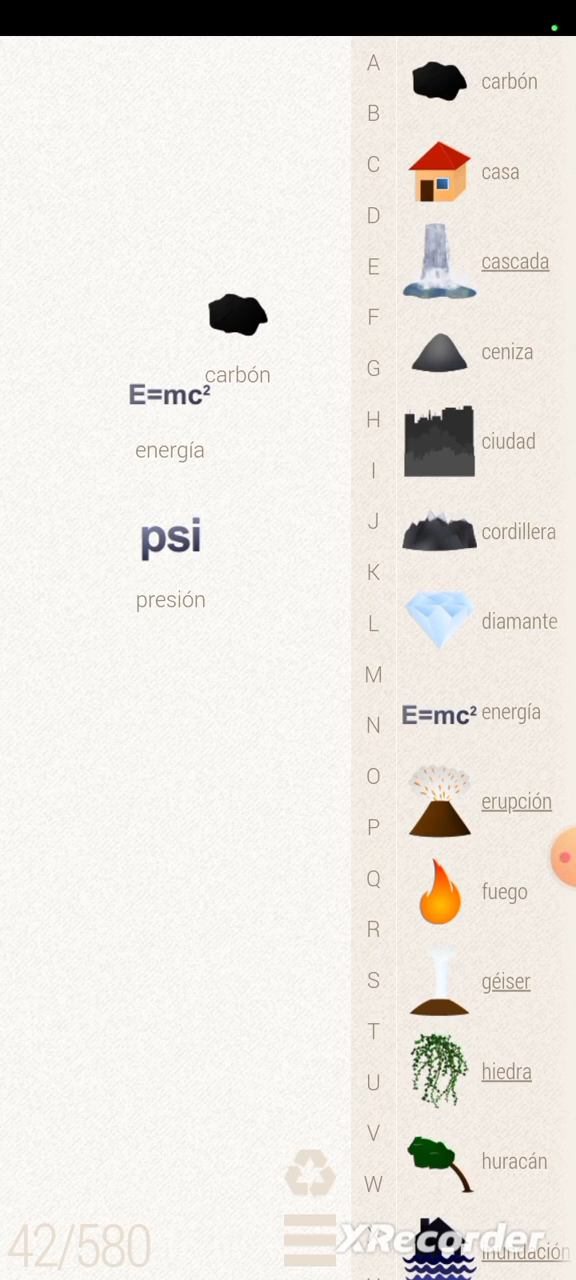 carbón
E=mc²
energía
psi
presión
42/580
A
B
C
D
E
F
G
H
I
J
K
L
M
N
O
P
Q
R
S
T
U
V
W
carbón
casa
cascada
ceniza
ciudad
cordillera
diamante
E=mc² energía
erupción
fuego
géiser
hiedra
huracán
inundación
XRecorder